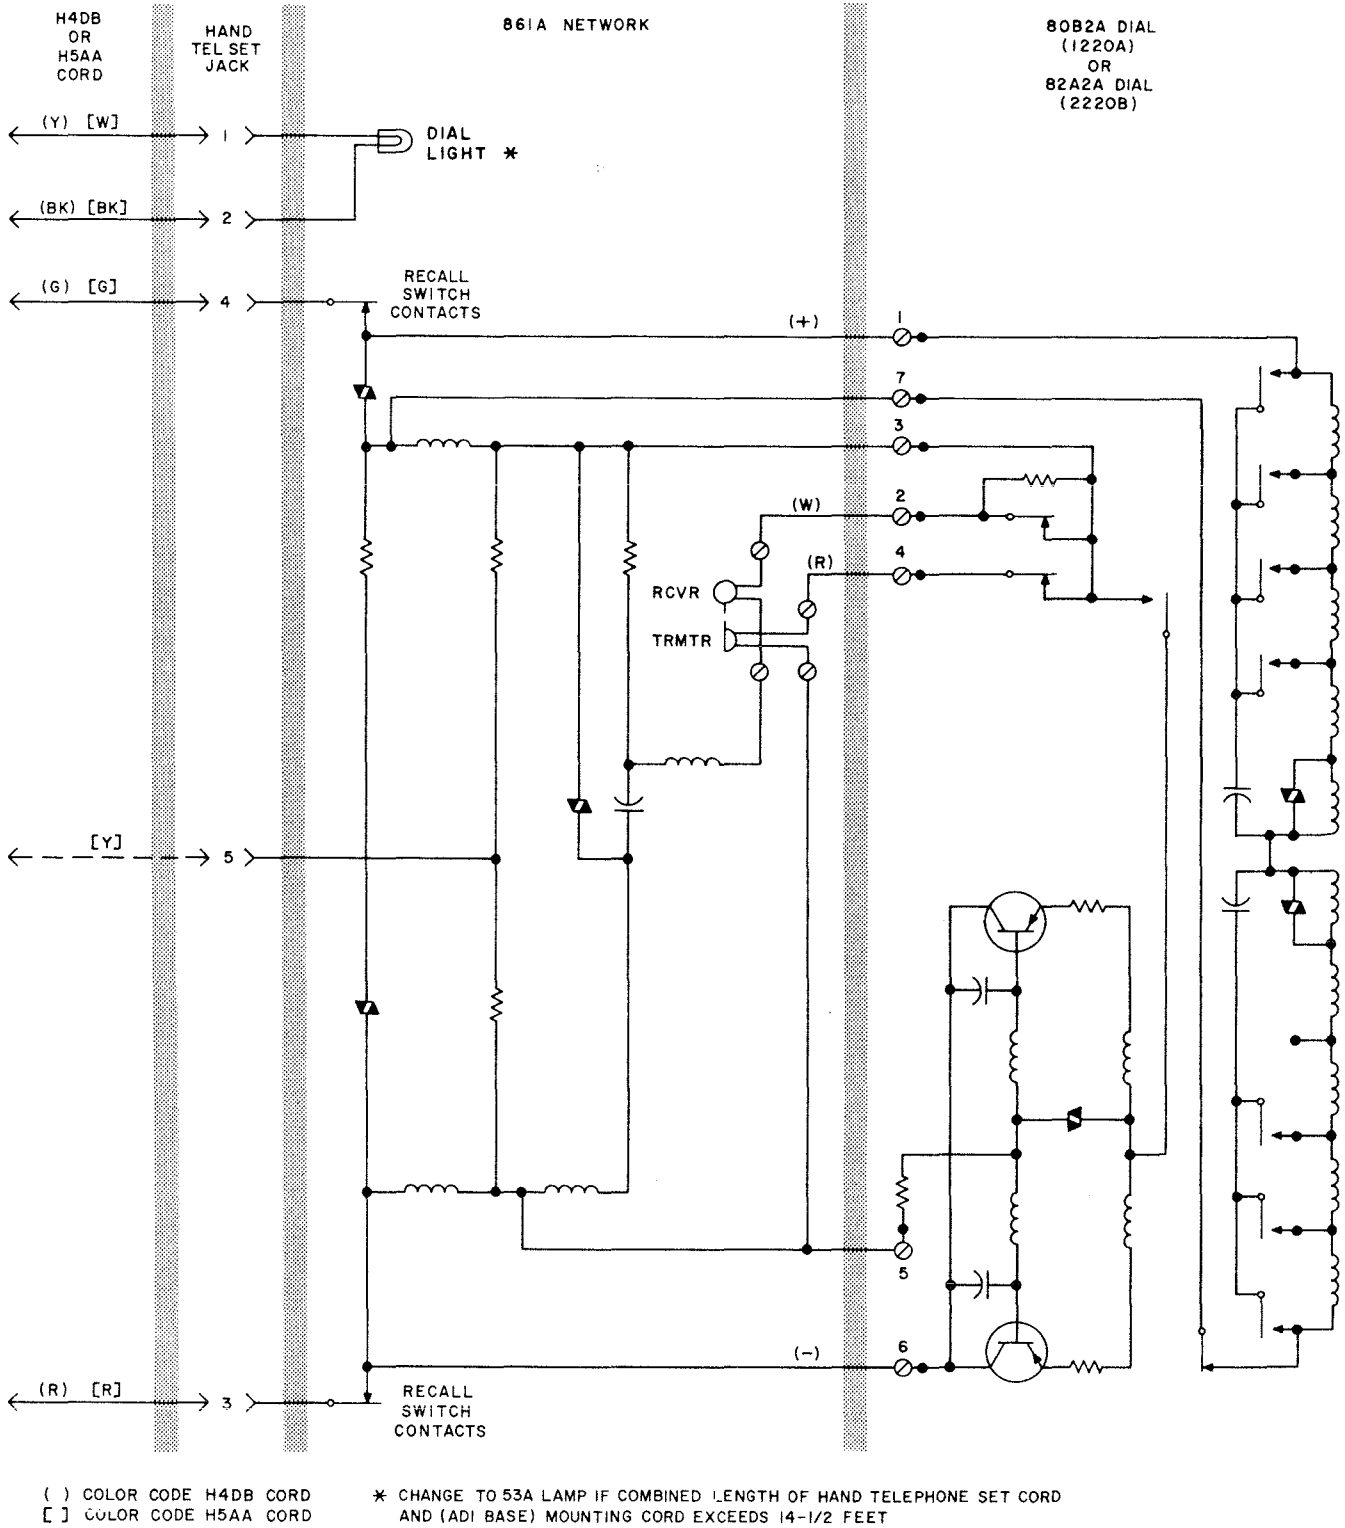 H4DB
OR
H5AA
CORD
HAND
TEL SET
JACK
861A NETWORK
80B2A DIAL
(1220A)
OR
82A2A DIAL
(2220B)
(Y) [W]
1
DIAL
LIGHT *
(BK) [BK]
2
(G) [G]
4
RECALL
SWITCH
CONTACTS
(+)
1
7
3
(W)
2
(R)
4
RCVR
TRMTR
[Y]
5
5
(-)
6
(R) [R]
3
RECALL
SWITCH
CONTACTS
( ) COLOR CODE H4DB CORD
[ ] COLOR CODE H5AA CORD
* CHANGE TO 53A LAMP IF COMBINED LENGTH OF HAND TELEPHONE SET CORD
AND (AD1 BASE) MOUNTING CORD EXCEEDS 14-1/2 FEET